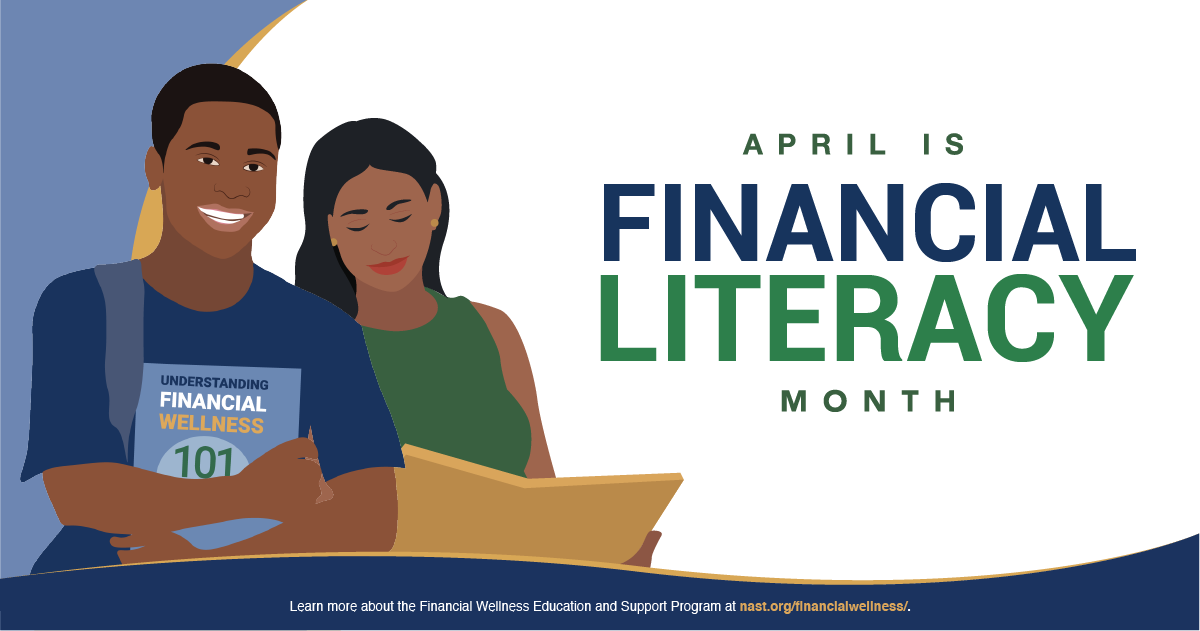 APRIL IS
FINANCIAL
LITERACY
MONTH
UNDERSTANDING
FINANCIAL
WELLNESS
101
Learn more about the Financial Wellness Education and Support Program at nast.org/financialwellness/.